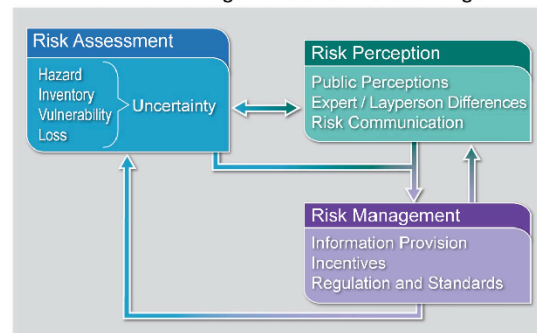 Risk Assessment
Hazard
Inventory
Vulnerability
Loss
Uncertainty
Risk Perception
Public Perceptions
Expert / Layperson Differences
Risk Communication
Risk Management
Information Provision
Incentives
Regulation and Standards